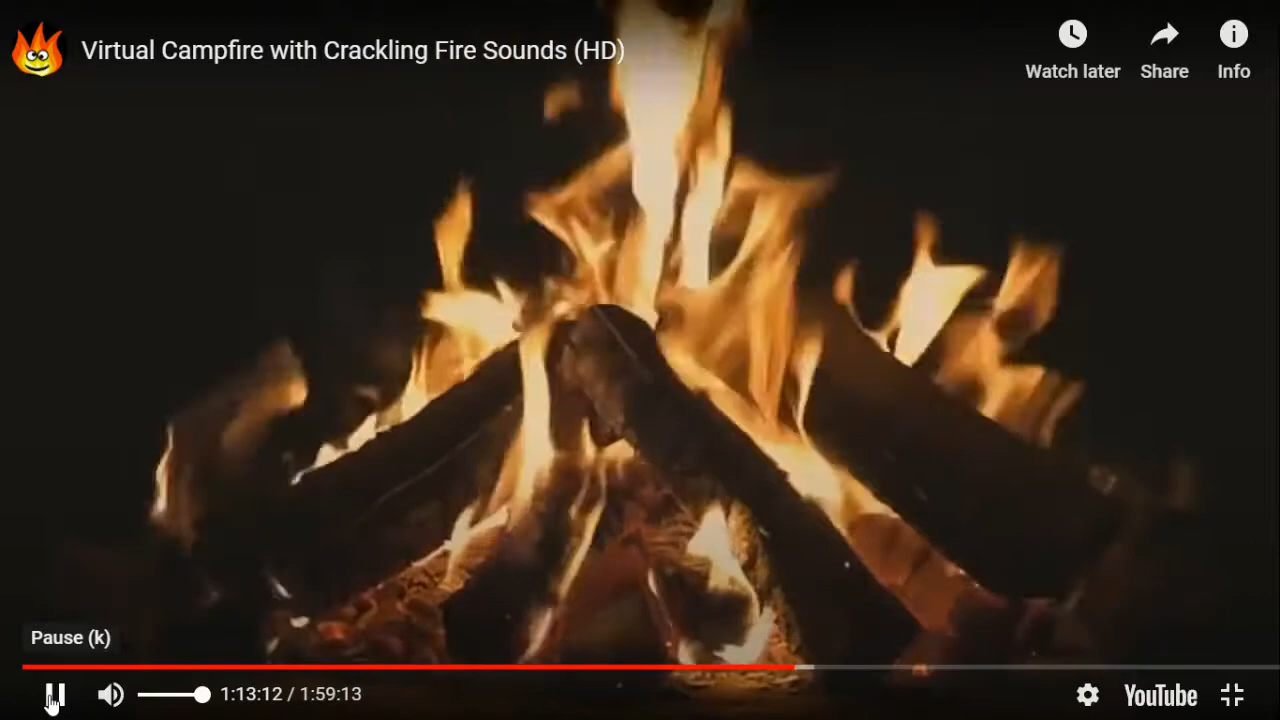 Virtual Campfire with Crackling Fire Sounds (HD)
Watch later
Share
Info
Pause (k)
1:13:12 / 1:59:13
YouTube